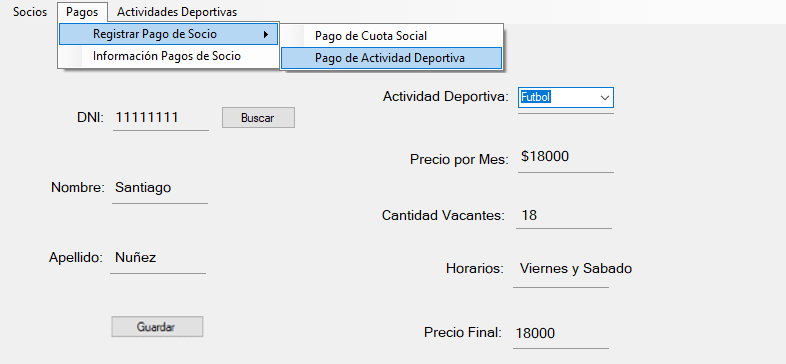 Socios Pagos Actividades Deportivas
Registrar Pago de Socio
Información Pagos de Socio
Pago de Cuota Social
Pago de Actividad Deportiva
DNI: 11111111 Buscar
Nombre: Santiago
Apellido: Nuñez
Guardar
Actividad Deportiva: Futbol
Precio por Mes: $18000
Cantidad Vacantes: 18
Horarios: Viernes y Sabado
Precio Final: 18000